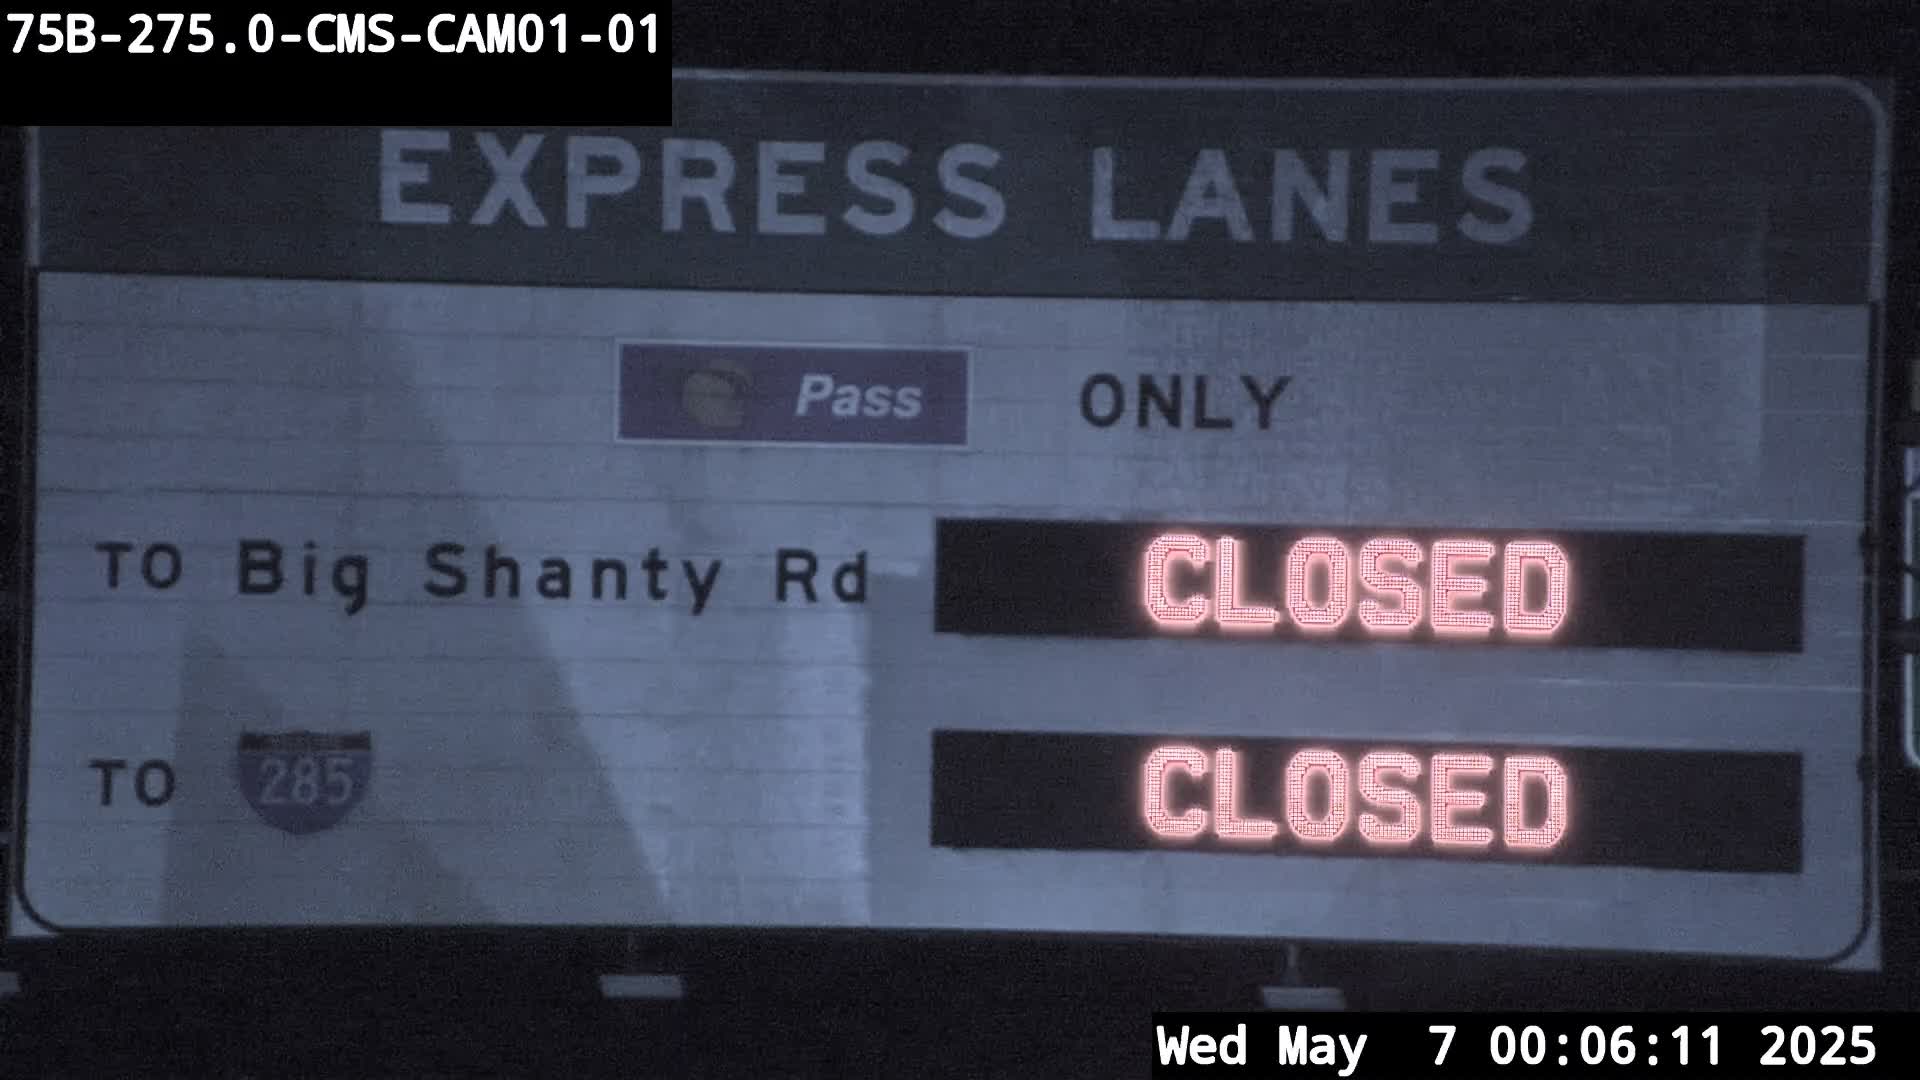 75B-275.0-CMS-CAM01-01
EXPRESS LANES
Pass ONLY
TO Big Shanty Rd CLOSED
TO 285 CLOSED
Wed May 7 00:06:11 2025